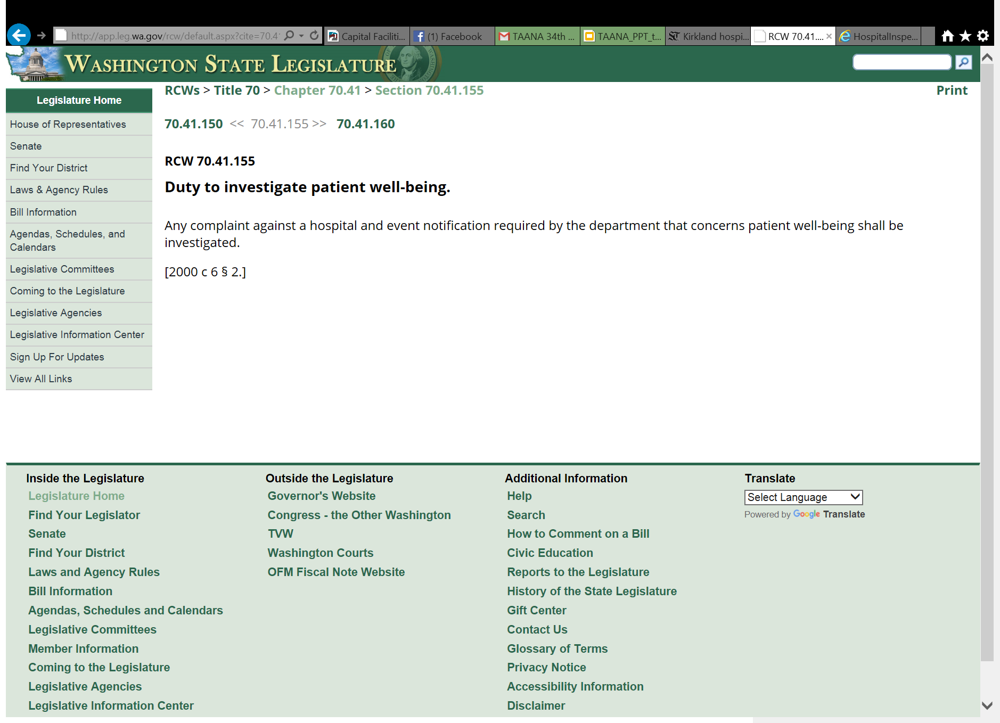 http://app.leg.wa.gov/rcw/default.aspx?cite=70.4
Capital Faciliti...
(1) Facebook
TAANA 34th ...
TAANA_PPT_t...
Kirkland hospi...
RCW 70.41....
HospitalInspe...
WASHINGTON STATE LEGISLATURE
RCWs > Title 70 > Chapter 70.41 > Section 70.41.155
Print
70.41.150 << 70.41.155 >> 70.41.160
RCW 70.41.155
Duty to investigate patient well-being.
Any complaint against a hospital and event notification required by the department that concerns patient well-being shall be
investigated.
[2000 c 6 § 2.]
Legislature Home
House of Representatives
Senate
Find Your District
Laws & Agency Rules
Bill Information
Agendas, Schedules, and
Calendars
Legislative Committees
Coming to the Legislature
Legislative Agencies
Legislative Information Center
Sign Up For Updates
View All Links
Inside the Legislature
Legislature Home
Find Your Legislator
Senate
Find Your District
Laws and Agency Rules
Bill Information
Agendas, Schedules and Calendars
Legislative Committees
Member Information
Coming to the Legislature
Legislative Agencies
Legislative Information Center
Outside the Legislature
Governor's Website
Congress - the Other Washington
TVW
Washington Courts
OFM Fiscal Note Website
Additional Information
Help
Search
How to Comment on a Bill
Civic Education
Reports to the Legislature
History of the State Legislature
Gift Center
Contact Us
Glossary of Terms
Privacy Notice
Accessibility Information
Disclaimer
Translate
Select Language
Powered by Google Translate